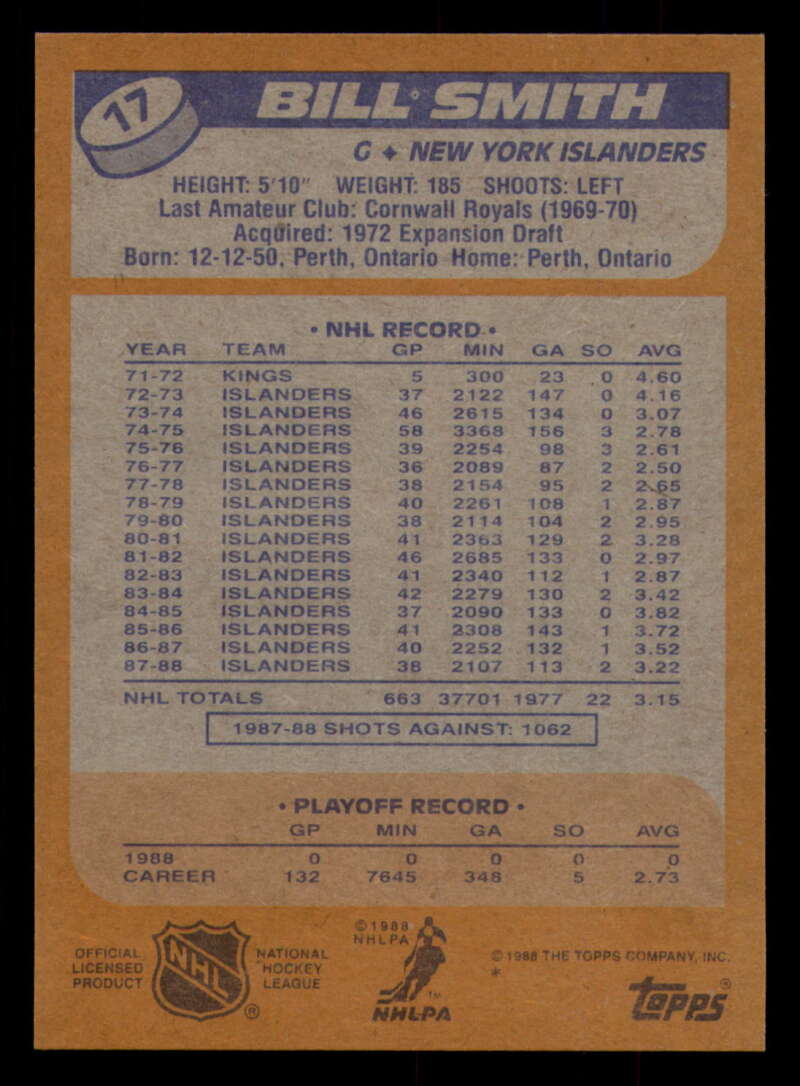 17
BILL SMITH
G ✦ NEW YORK ISLANDERS
HEIGHT: 5'10" WEIGHT: 185 SHOOTS: LEFT
Last Amateur Club: Cornwall Royals (1969-70)
Acquired: 1972 Expansion Draft
Born: 12-12-50, Perth, Ontario Home: Perth, Ontario
• NHL RECORD •
YEAR TEAM GP MIN GA SO AVG
71-72 KINGS 5 300 23 0 4.60
72-73 ISLANDERS 37 2122 147 0 4.16
73-74 ISLANDERS 46 2615 134 0 3.07
74-75 ISLANDERS 58 3368 156 3 2.78
75-76 ISLANDERS 39 2254 98 3 2.61
76-77 ISLANDERS 36 2089 87 2 2.50
77-78 ISLANDERS 38 2154 95 2 2.65
78-79 ISLANDERS 40 2261 108 1 2.87
79-80 ISLANDERS 38 2114 104 2 2.95
80-81 ISLANDERS 41 2363 129 2 3.28
81-82 ISLANDERS 46 2685 133 0 2.97
82-83 ISLANDERS 41 2340 112 1 2.87
83-84 ISLANDERS 42 2279 130 2 3.42
84-85 ISLANDERS 37 2090 133 0 3.82
85-86 ISLANDERS 41 2308 143 1 3.72
86-87 ISLANDERS 40 2252 132 1 3.52
87-88 ISLANDERS 38 2107 113 2 3.22
NHL TOTALS 663 37701 1977 22 3.15
1987-88 SHOTS AGAINST: 1062
• PLAYOFF RECORD •
GP MIN GA SO AVG
1988 0 0 0 0 0
CAREER 132 7645 348 5 2.73
OFFICIAL
LICENSED
PRODUCT
NHL
®
NATIONAL
HOCKEY
LEAGUE
©1988
NHLPA
TM
NHLPA
©1988 THE TOPPS COMPANY, INC.
*
topps®